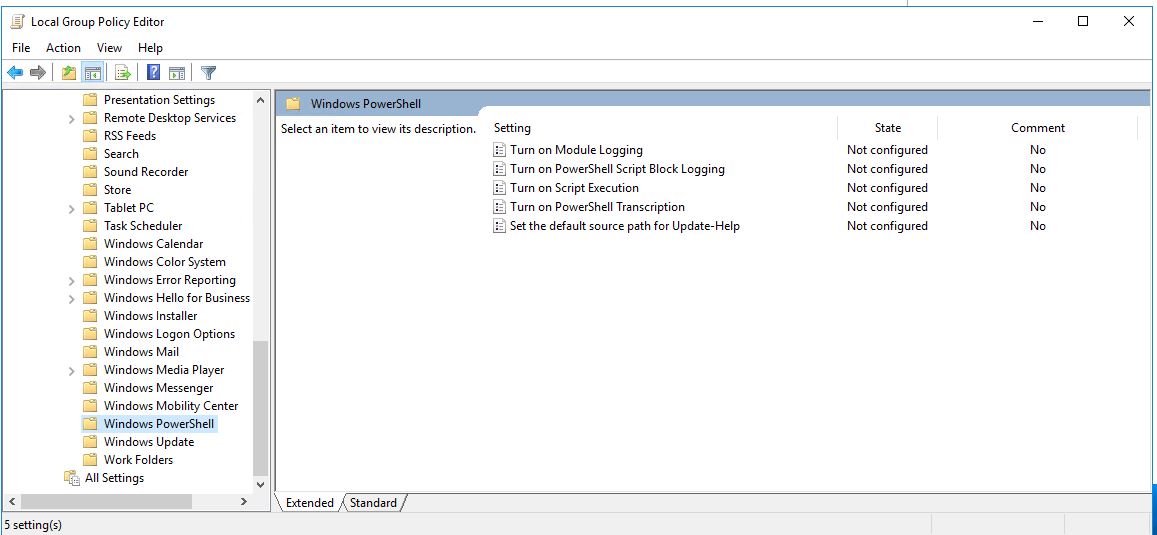 Local Group Policy Editor
File Action View Help
Presentation Settings
Remote Desktop Services
RSS Feeds
Search
Sound Recorder
Store
Tablet PC
Task Scheduler
Windows Calendar
Windows Color System
Windows Error Reporting
Windows Hello for Business
Windows Installer
Windows Logon Options
Windows Mail
Windows Media Player
Windows Messenger
Windows Mobility Center
Windows PowerShell
Windows Update
Work Folders
All Settings
Windows PowerShell
Select an item to view its description.
Setting State Comment
Turn on Module Logging Not configured No
Turn on PowerShell Script Block Logging Not configured No
Turn on Script Execution Not configured No
Turn on PowerShell Transcription Not configured No
Set the default source path for Update-Help Not configured No
Extended Standard
5 setting(s)